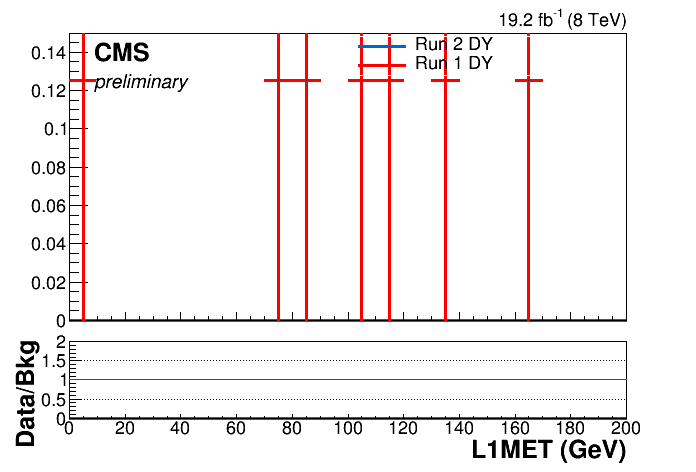 19.2 fb-1 (8 TeV)
CMS
preliminary
Run 2 DY
Run 1 DY
0.14
0.12
0.1
0.08
0.06
0.04
0.02
0
Data/Bkg
2
1.5
1
0.5
0
0 20 40 60 80 100 120 140 160 180 200
L1MET (GeV)